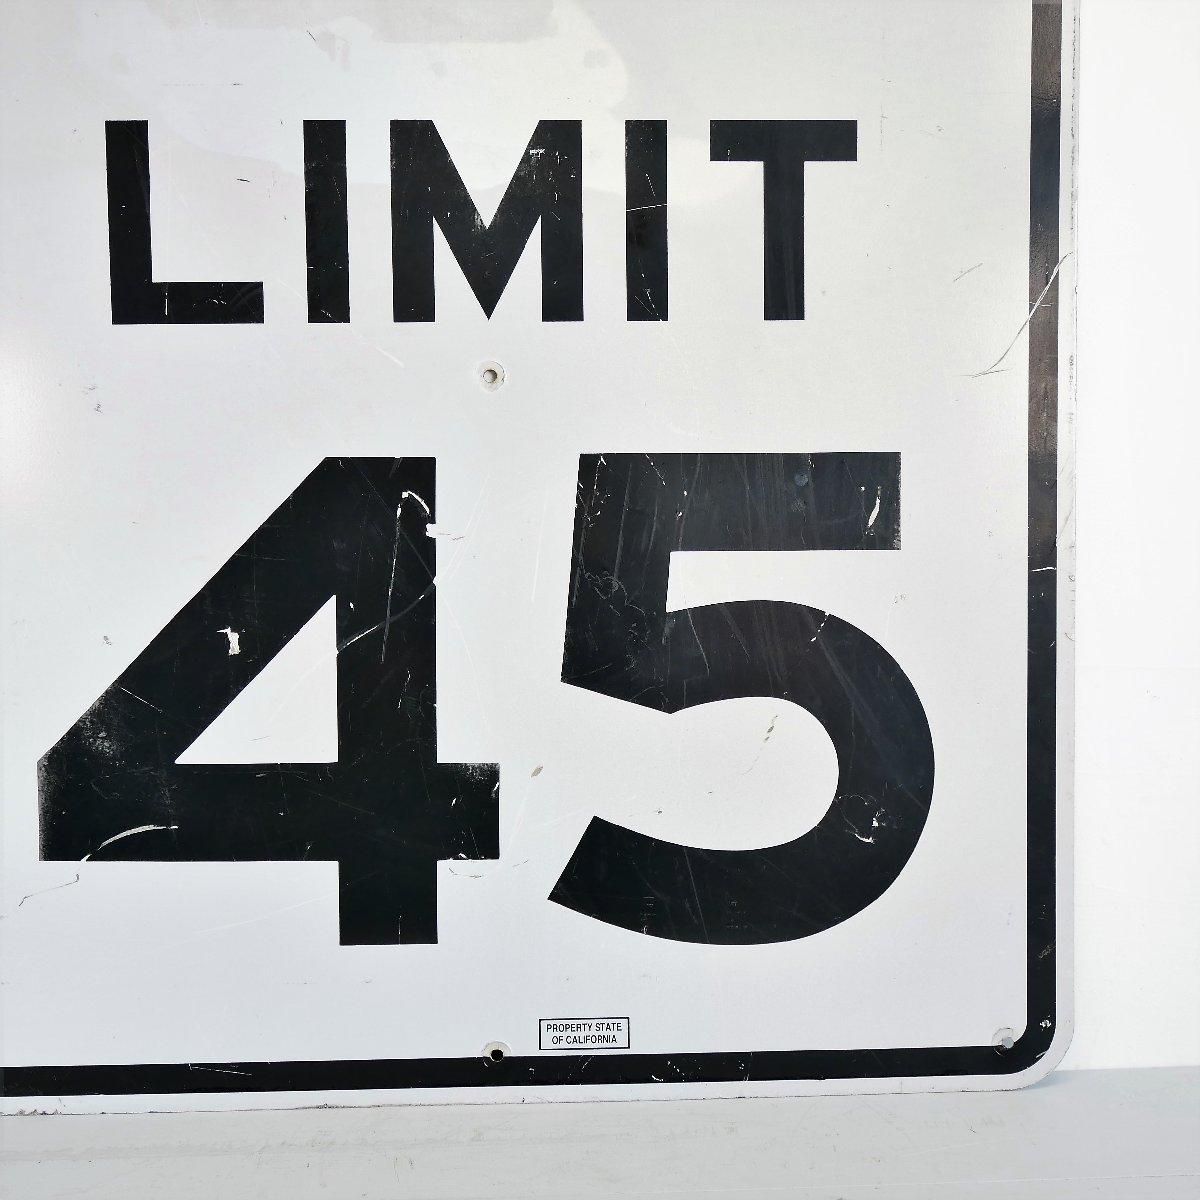 LIMIT
45
PROPERTY STATE
OF CALIFORNIA